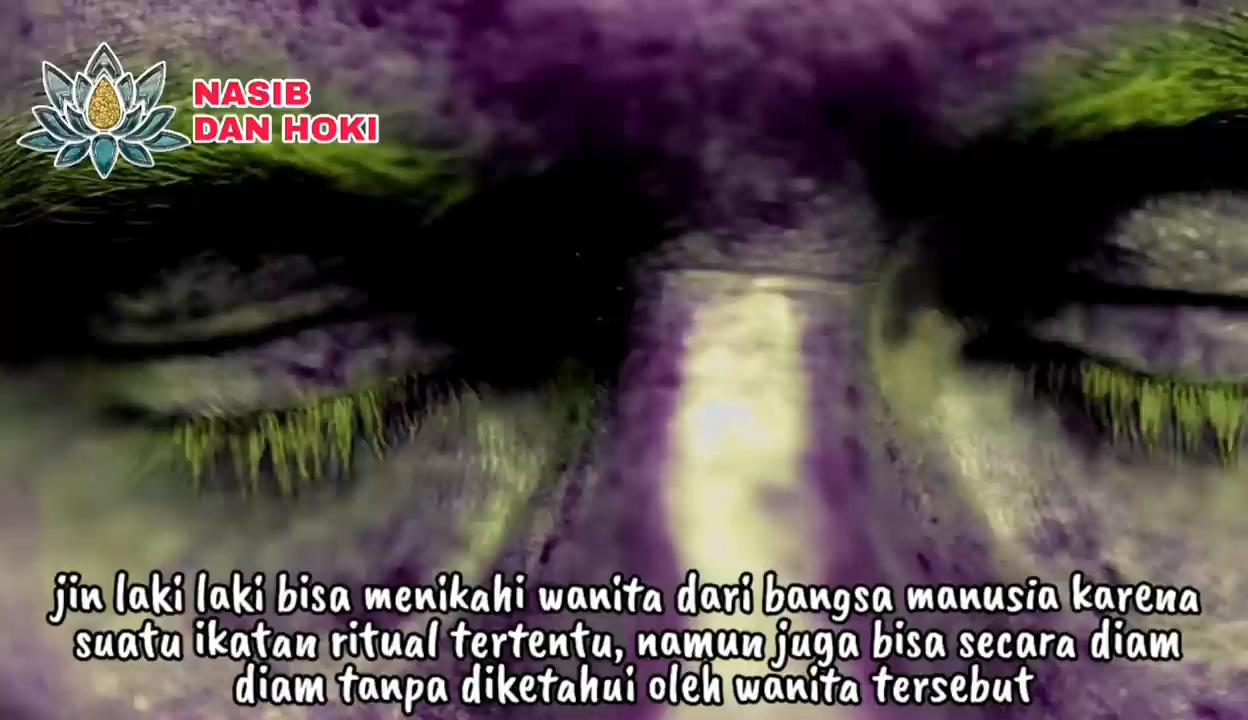 NASIB
DAN HOKI
jin laki laki bisa menikahi wanita dari bangsa manusia karena
suatu ikatan ritual tertentu, namun juga bisa secara diam
diam tanpa diketahui oleh wanita tersebut